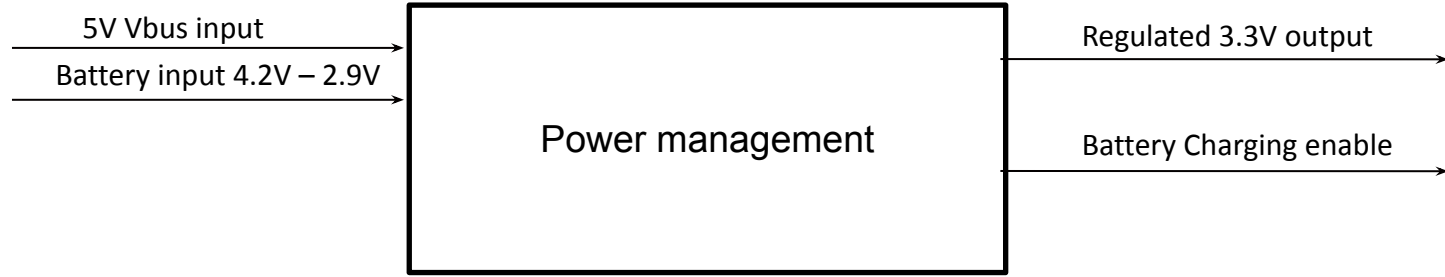 5V Vbus input
Battery input 4.2V – 2.9V
Power management
Regulated 3.3V output
Battery Charging enable